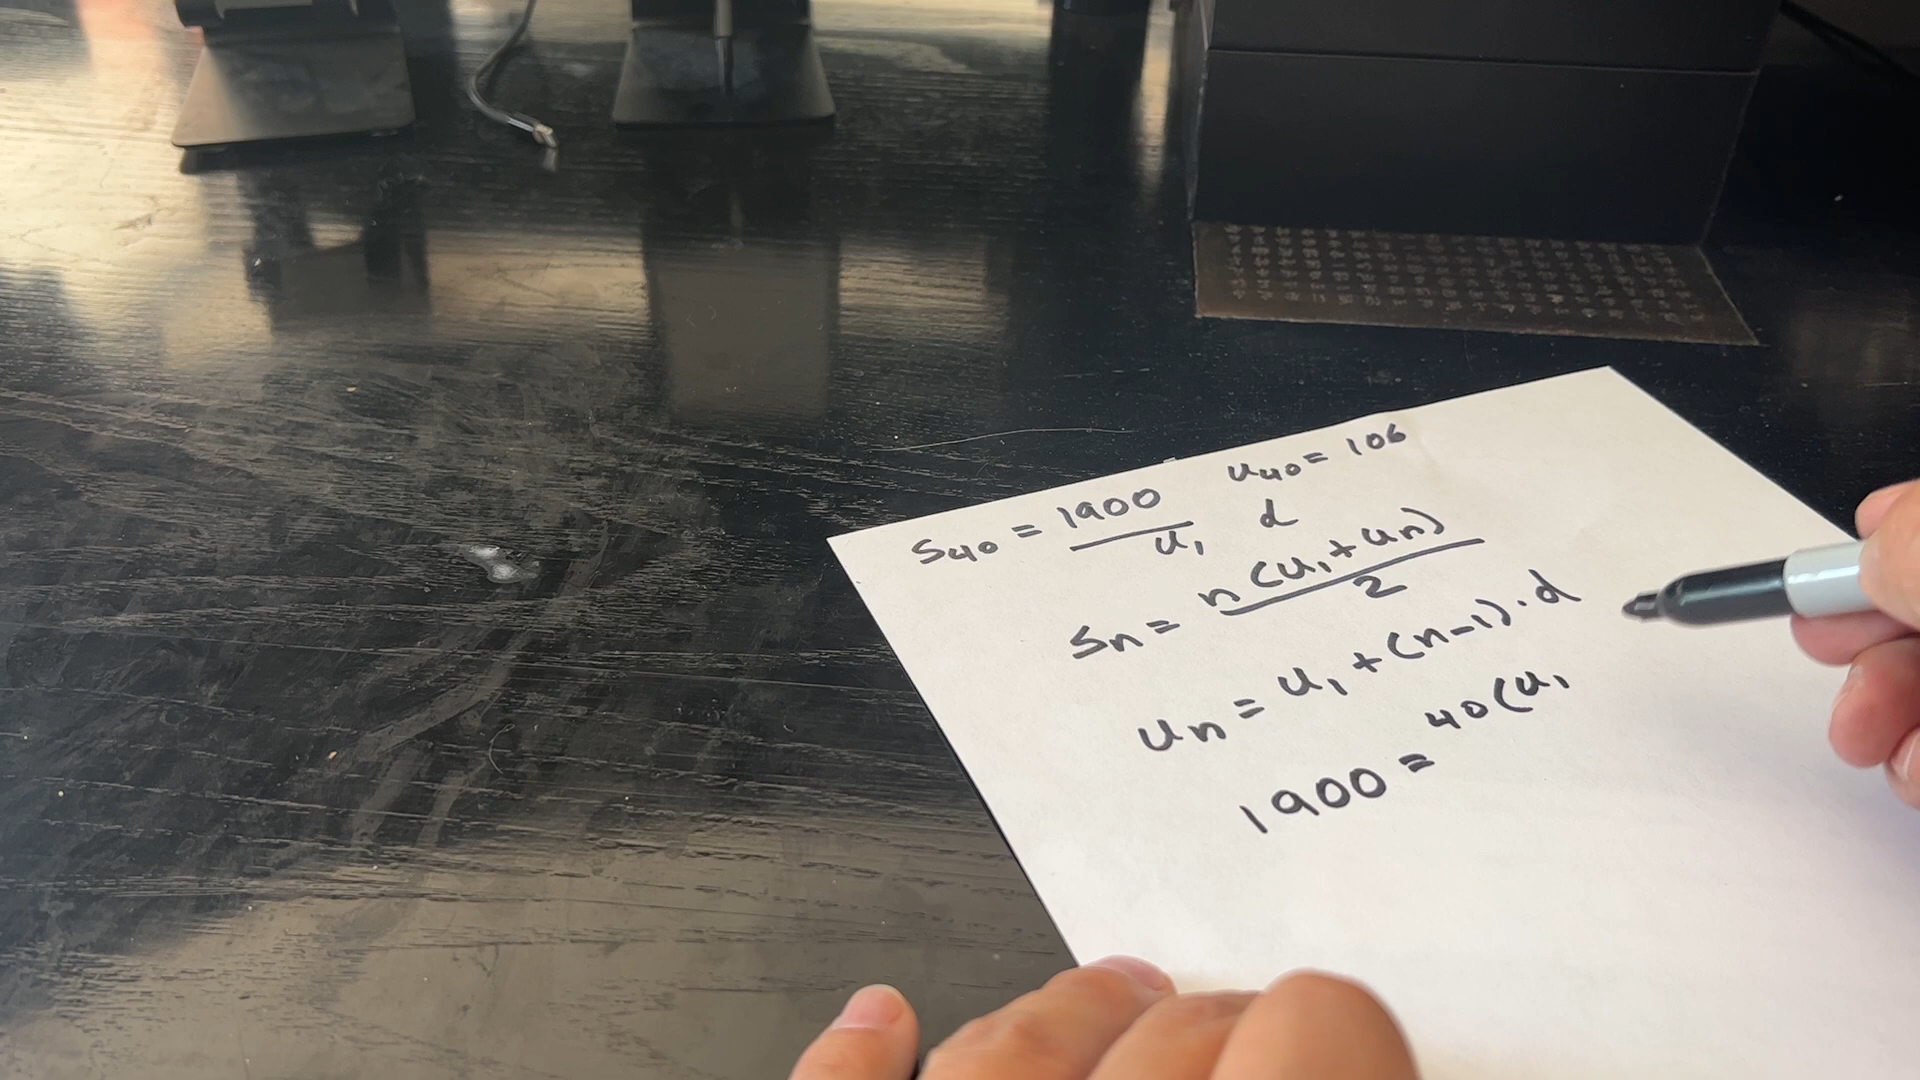 S40 = 1900 u40 = 106
u1 d
Sn = n(u1+un)/2
un = u1 + (n-1)·d
1900 = 40(u1